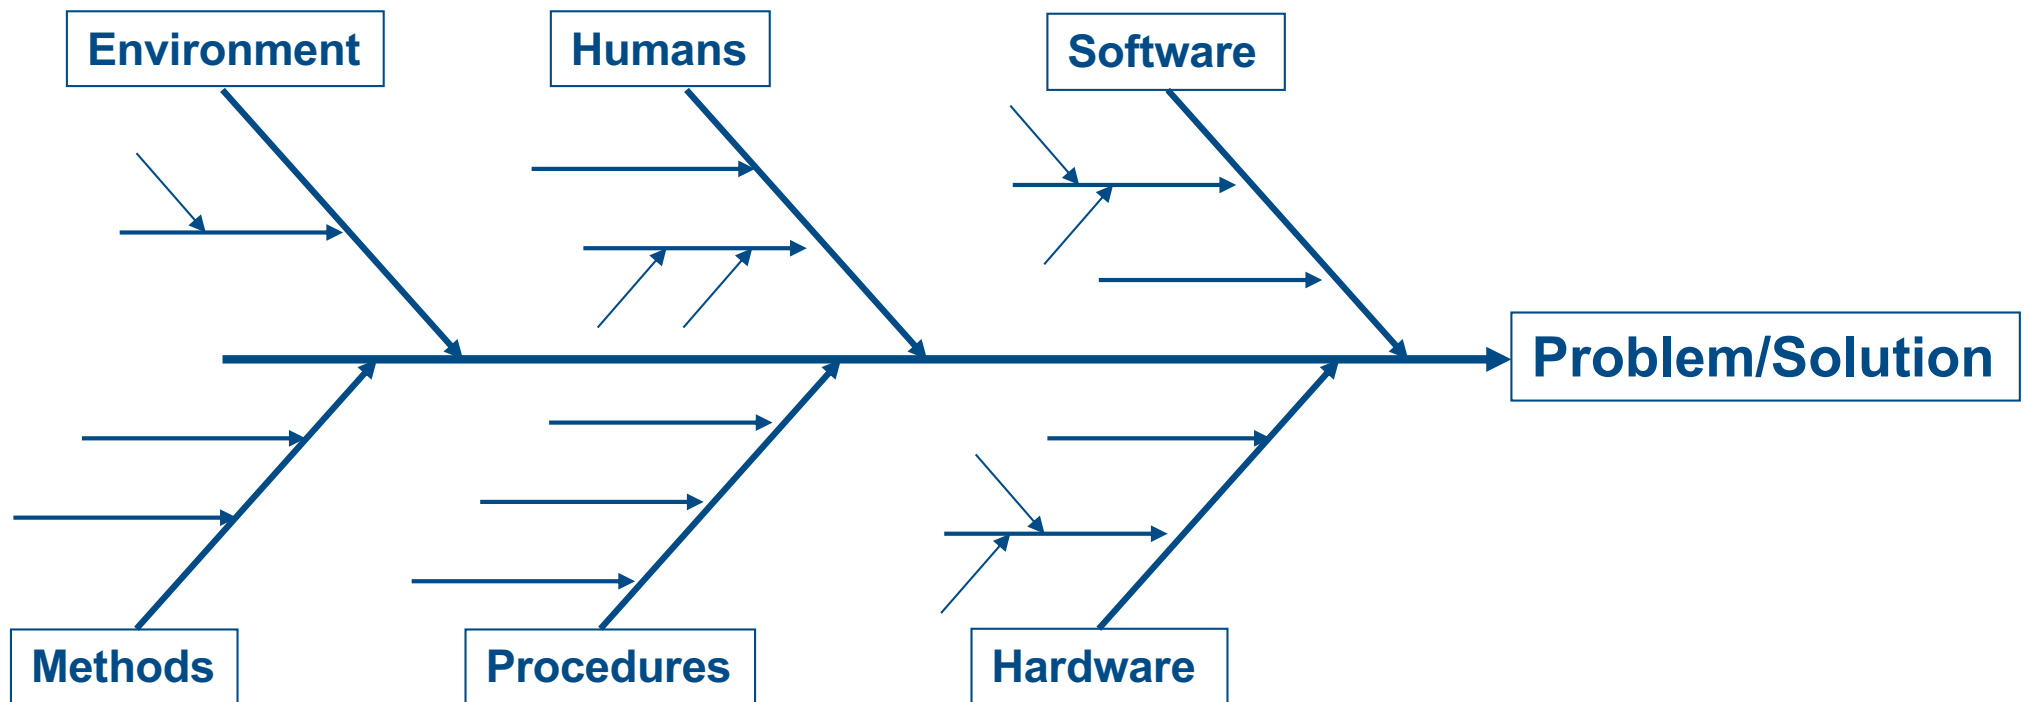 Environment
Humans
Software
Problem/Solution
Methods
Procedures
Hardware